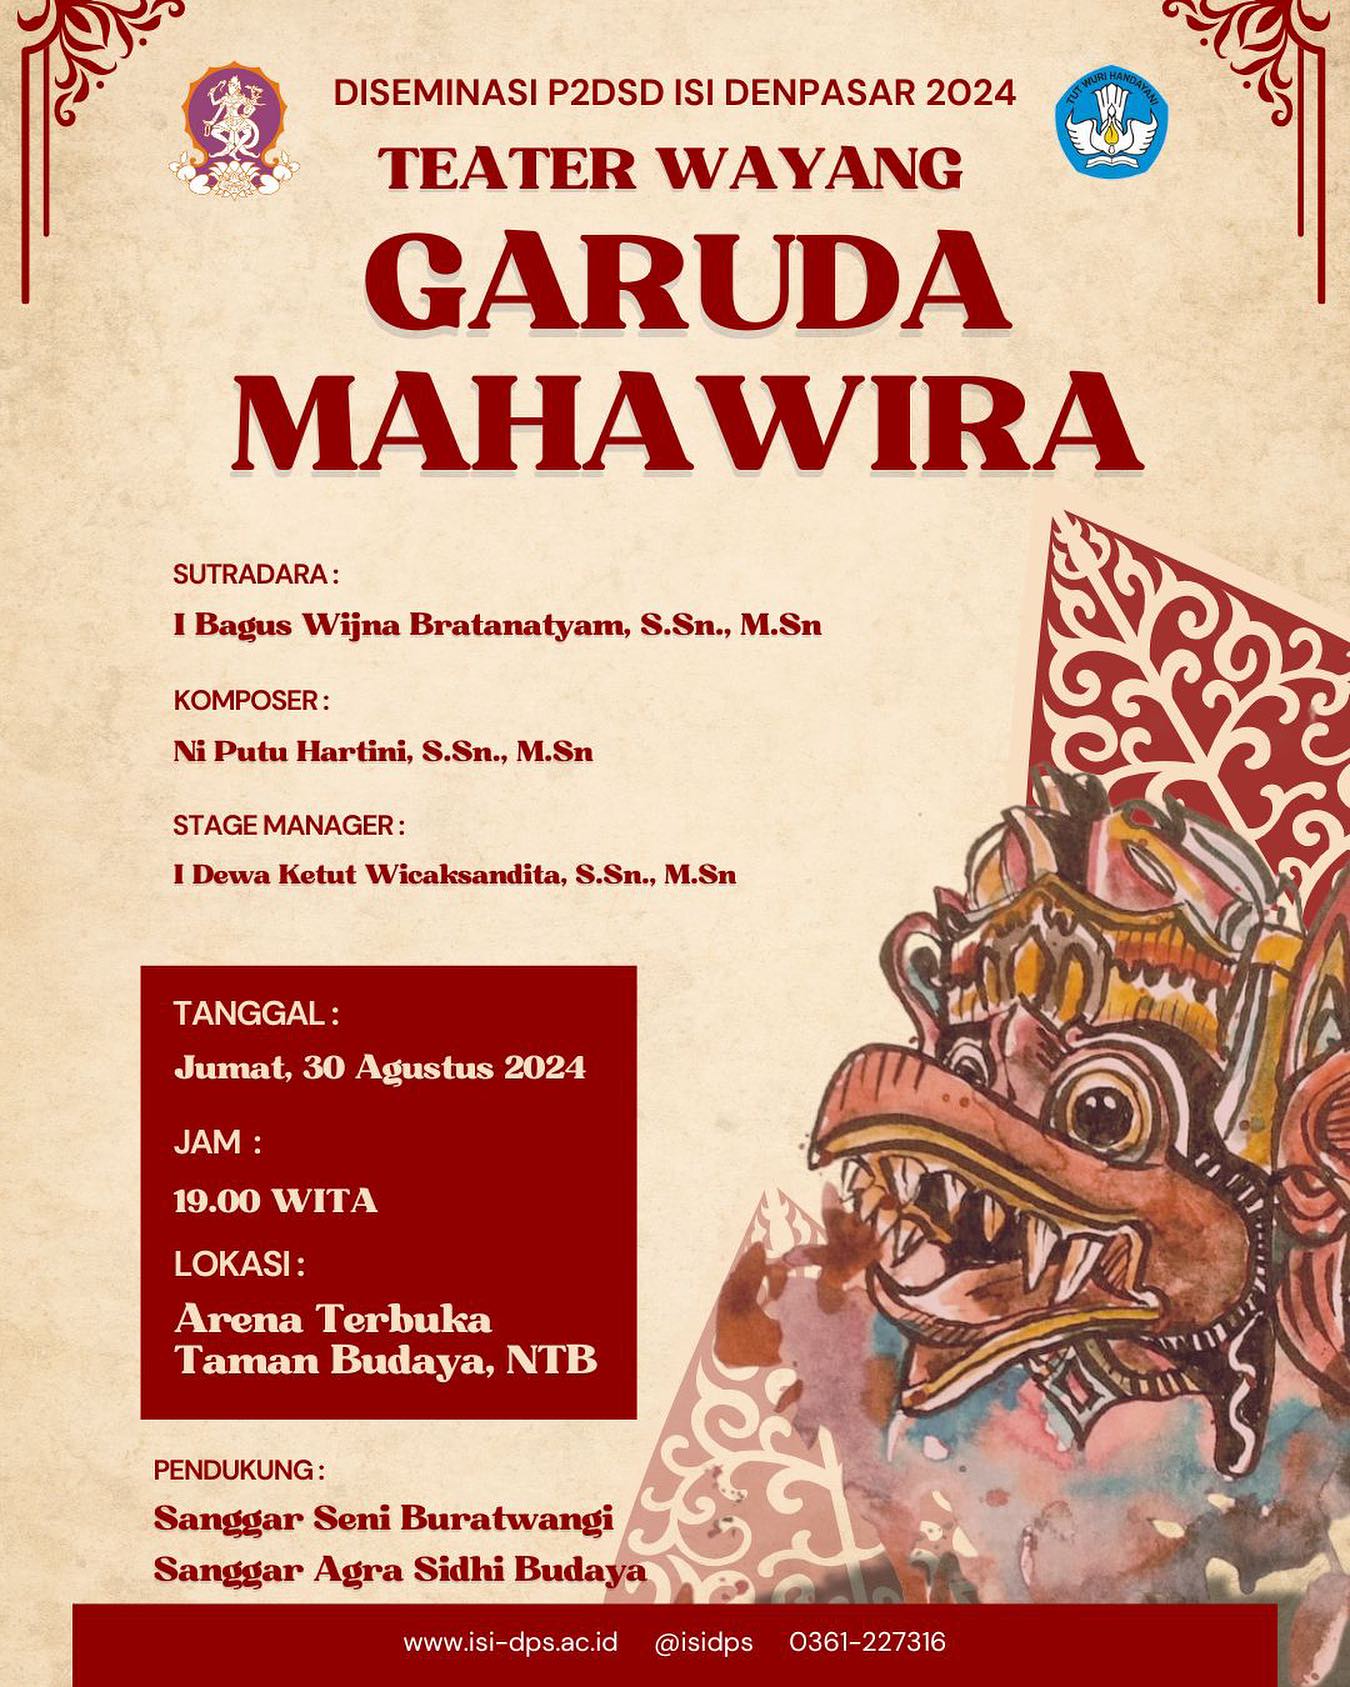 DISEMINASI P2DSD ISI DENPASAR 2024
TUT WURI HANDAYANI
TEATER WAYANG
GARUDA
MAHAWIRA
SUTRADARA :
I Bagus Wijna Bratanatyam, S.Sn., M.Sn
KOMPOSER :
Ni Putu Hartini, S.Sn., M.Sn
STAGE MANAGER :
I Dewa Ketut Wicaksandita, S.Sn., M.Sn
TANGGAL :
Jumat, 30 Agustus 2024
JAM :
19.00 WITA
LOKASI :
Arena Terbuka
Taman Budaya, NTB
PENDUKUNG :
Sanggar Seni Buratwangi
Sanggar Agra Sidhi Budaya
www.isi-dps.ac.id @isidps 0361-227316